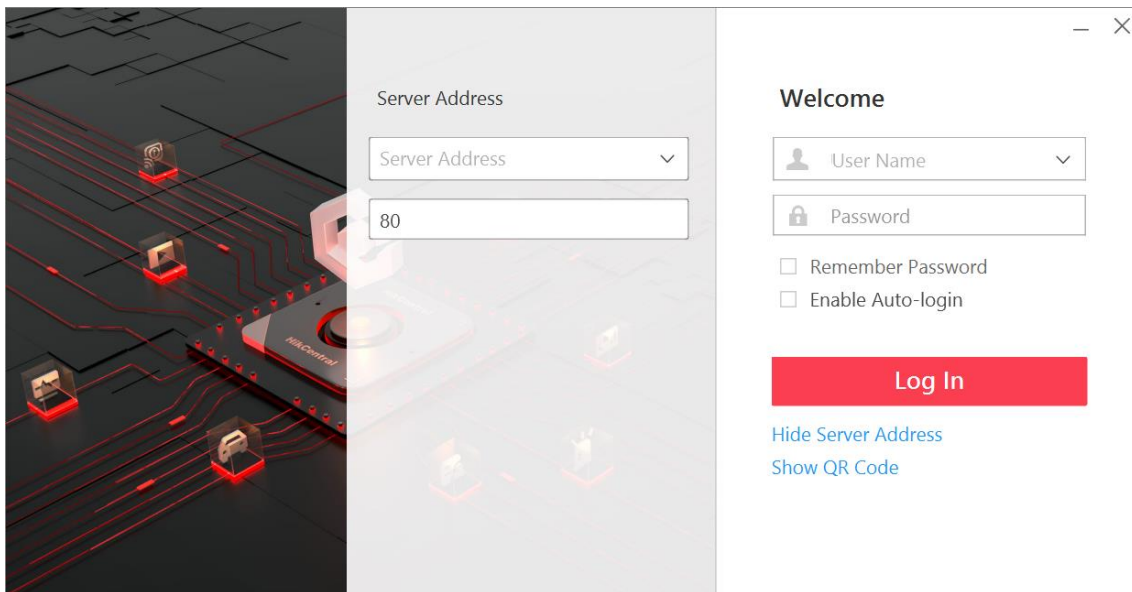 Server Address
Server Address
80
HikCentral
Welcome
User Name
Password
Remember Password
Enable Auto-login
Log In
Hide Server Address
Show QR Code